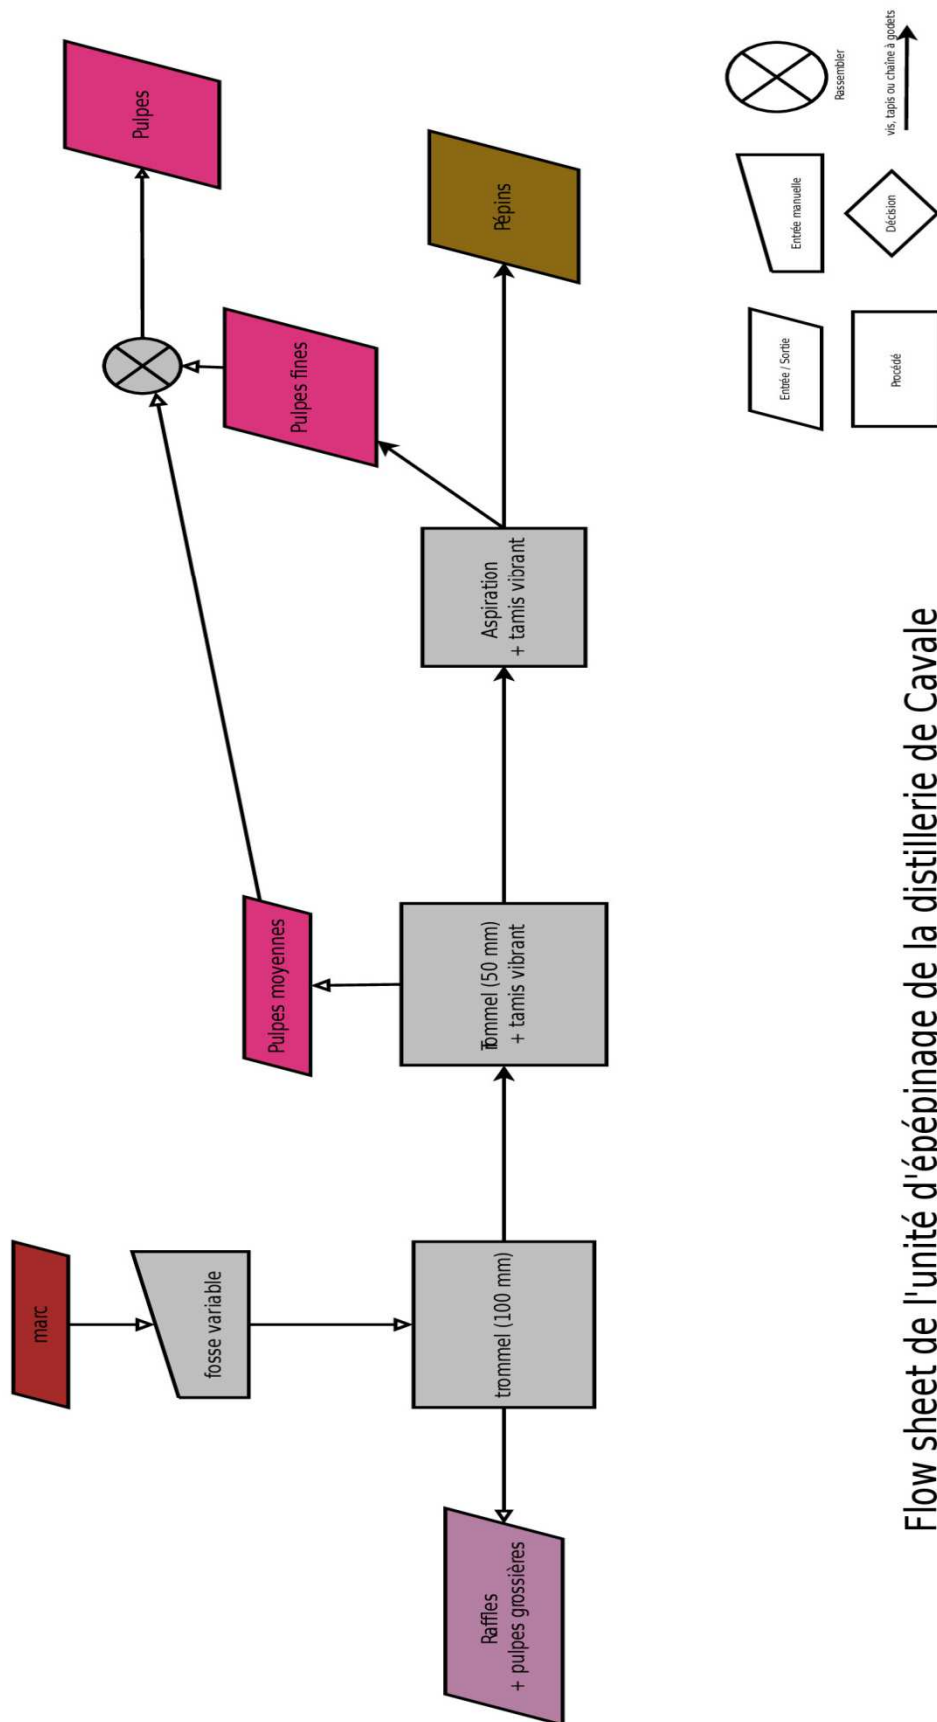 marc
fosse variable
trommel (100 mm)
Raffles
+ pulpes grossières
Trommel (50 mm)
+ tamis vibrant
Pulpes moyennes
Aspiration
+ tamis vibrant
Pulpes fines
Pulpes
Pépins
Entrée / Sortie
Entrée manuelle
Rassembler
Procédé
Décision
vis, tapis ou chaîne à godets
Flow sheet de l'unité d'épépinage de la distillerie de Cavale